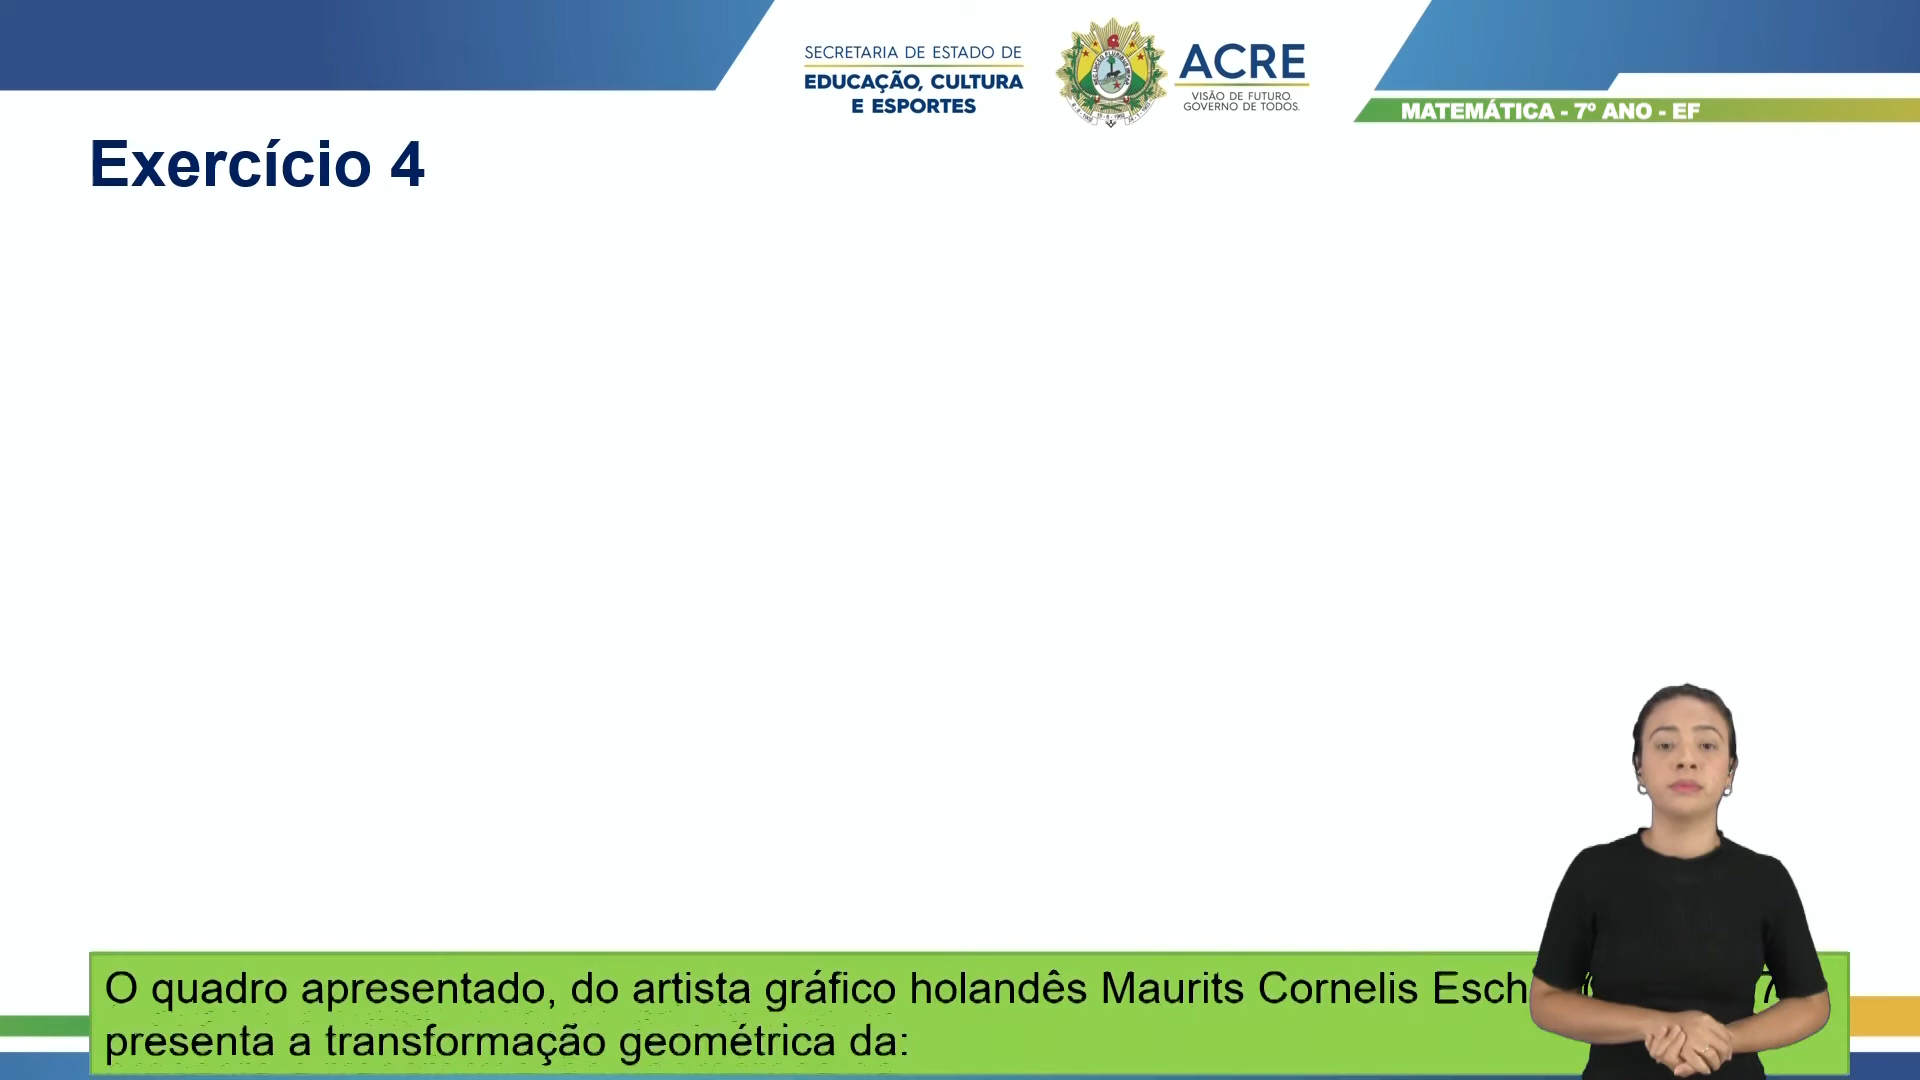 SECRETARIA DE ESTADO DE
EDUCAÇÃO, CULTURA
E ESPORTES
ACRE
VISÃO DE FUTURO.
GOVERNO DE TODOS.
MATEMÁTICA - 7º ANO - EF
Exercício 4
O quadro apresentado, do artista gráfico holandês Maurits Cornelis Esch
presenta a transformação geométrica da: